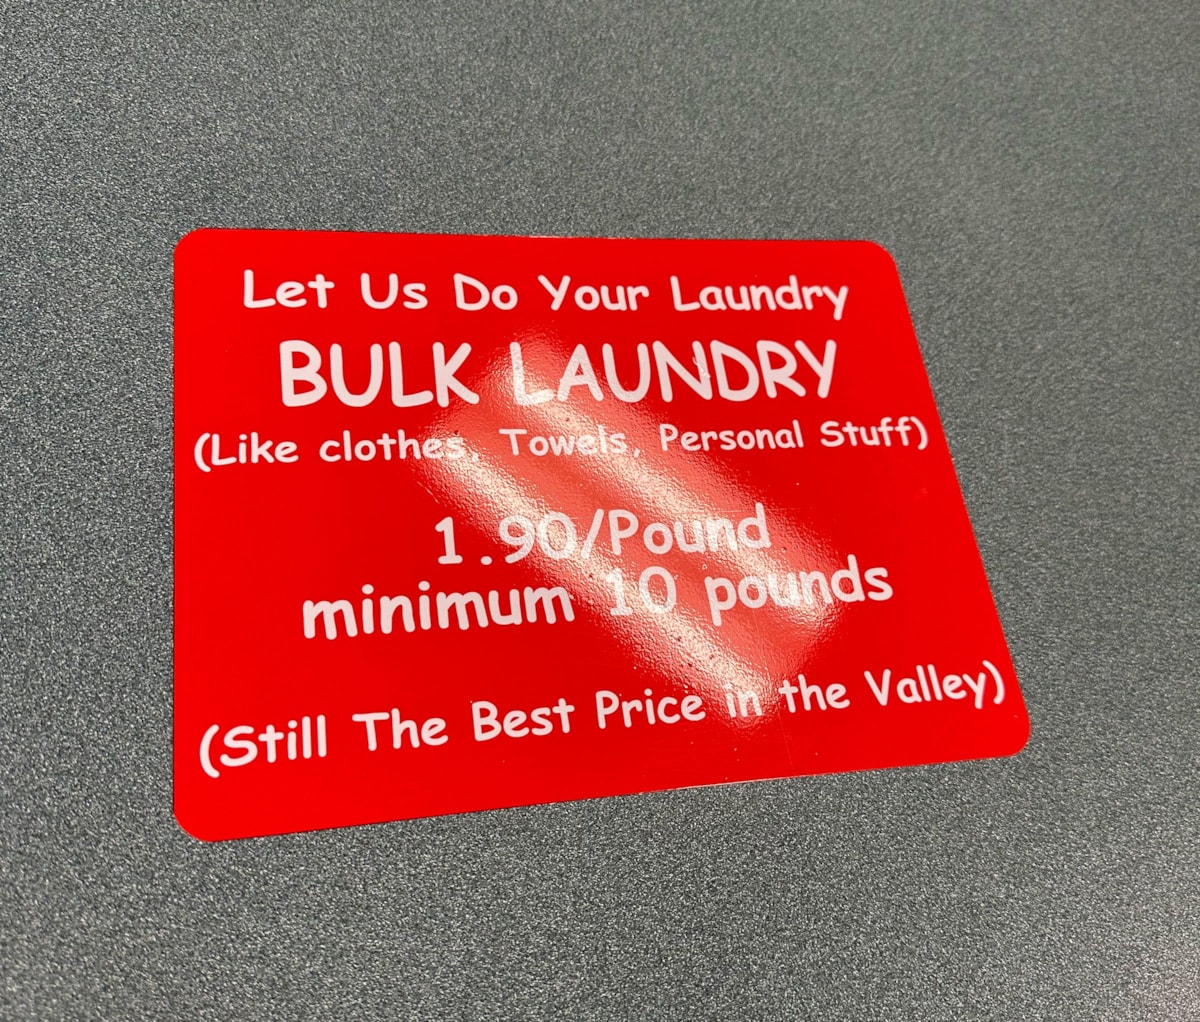 Let Us Do Your Laundry
BULK LAUNDRY
(Like clothes, Towels, Personal Stuff)
1.90/Pound
minimum 10 pounds
(Still The Best Price in the Valley)